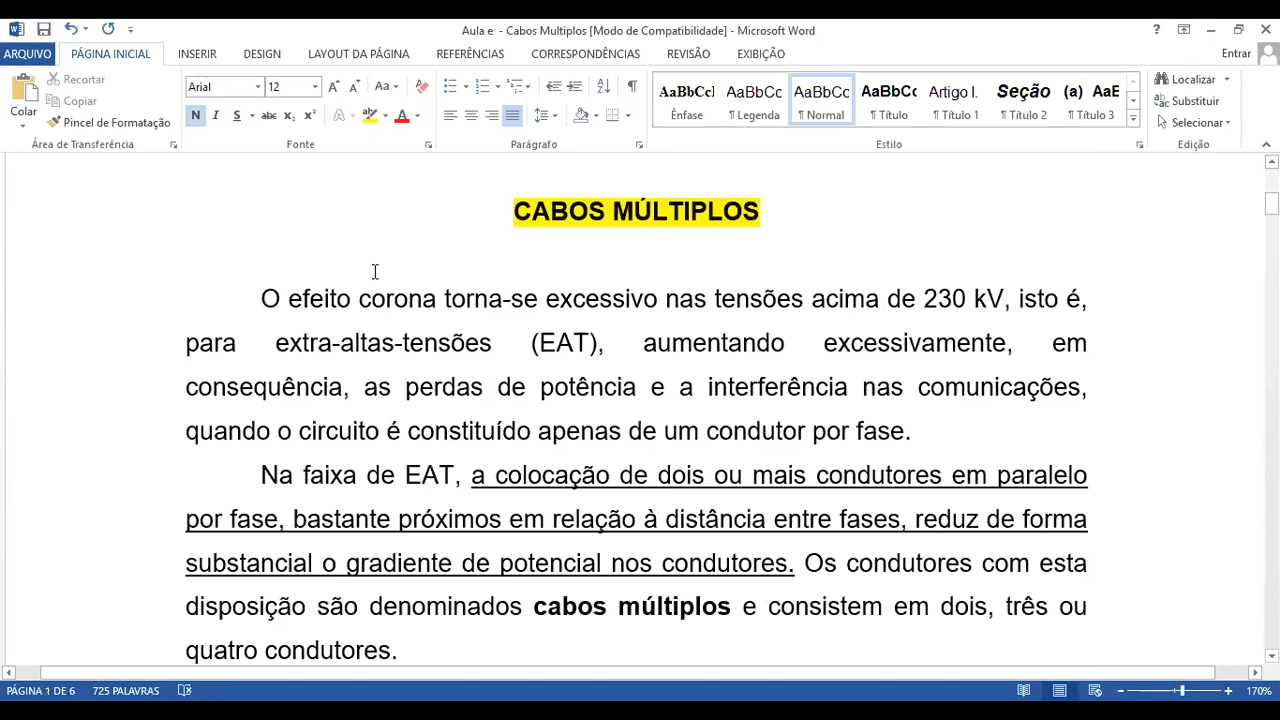 Aula e - Cabos Multiplos [Modo de Compatibilidade] - Microsoft Word
ARQUIVO PÁGINA INICIAL INSERIR DESIGN LAYOUT DA PÁGINA REFERÊNCIAS CORRESPONDÊNCIAS REVISÃO EXIBIÇÃO Entrar
Colar
Recortar
Copiar
Pincel de Formatação
Área de Transferência
Arial 12
Aa
N I S abc x₂ x² A A
Fonte
Parágrafo
AaBbCcl AaBbCc AaBbCc AaBbCc Artigo I. Seção (a) AaE
Ênfase ¶ Legenda ¶ Normal ¶ Título ¶ Título 1 ¶ Título 2 ¶ Título 3
Estilo
Localizar
Substituir
Selecionar
Edição
CABOS MÚLTIPLOS
O efeito corona torna-se excessivo nas tensões acima de 230 kV, isto é,
para extra-altas-tensões (EAT), aumentando excessivamente, em
consequência, as perdas de potência e a interferência nas comunicações,
quando o circuito é constituído apenas de um condutor por fase.
Na faixa de EAT, a colocação de dois ou mais condutores em paralelo
por fase, bastante próximos em relação à distância entre fases, reduz de forma
substancial o gradiente de potencial nos condutores. Os condutores com esta
disposição são denominados cabos múltiplos e consistem em dois, três ou
quatro condutores.
PÁGINA 1 DE 6 725 PALAVRAS 170%